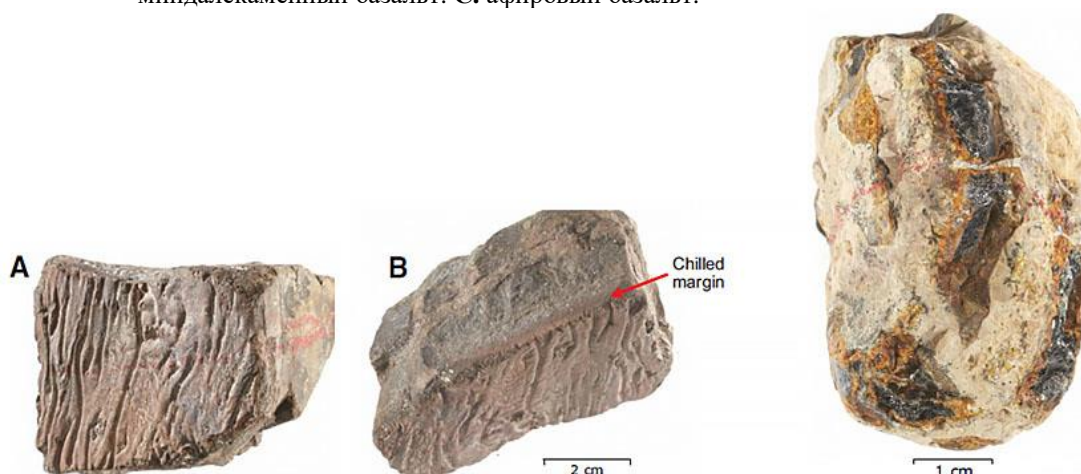 миндалекаменный базальт. С. афировый базальт.
A
B
Chilled
margin
2 cm
1 cm